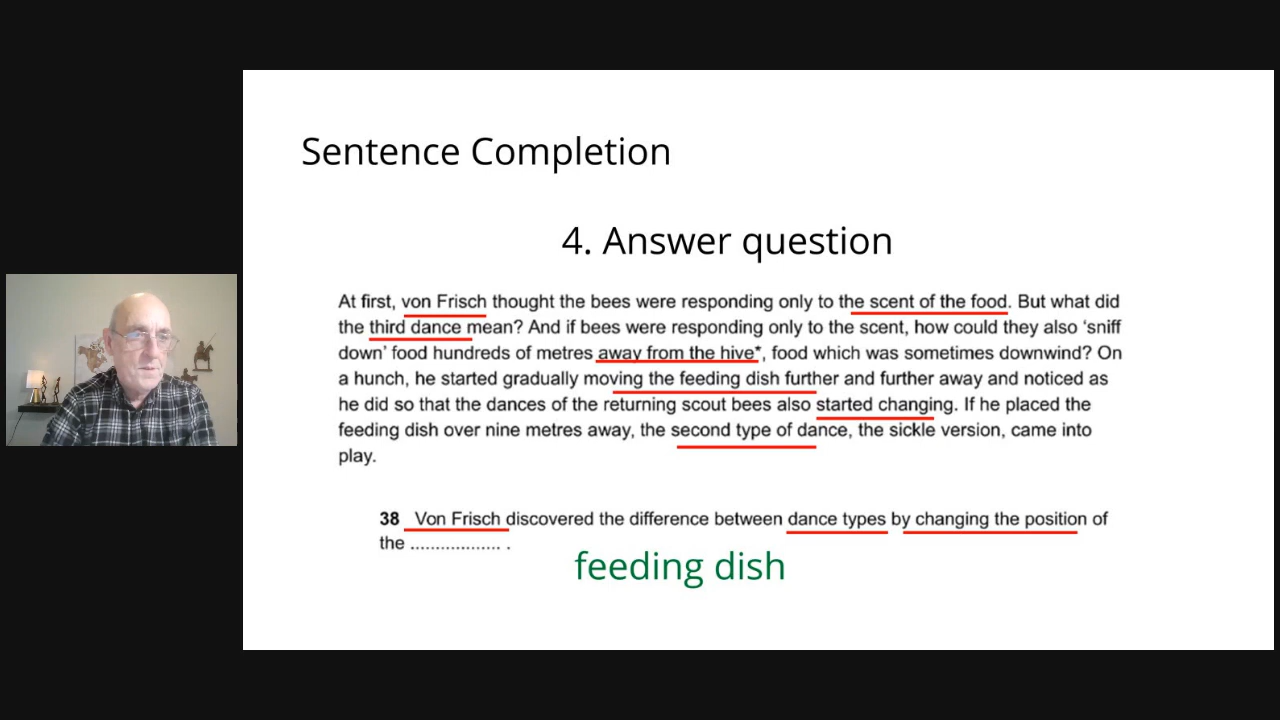 Sentence Completion
4. Answer question
At first, von Frisch thought the bees were responding only to the scent of the food. But what did
the third dance mean? And if bees were responding only to the scent, how could they also ‘sniff
down’ food hundreds of metres away from the hive*, food which was sometimes downwind? On
a hunch, he started gradually moving the feeding dish further and further away and noticed as
he did so that the dances of the returning scout bees also started changing. If he placed the
feeding dish over nine metres away, the second type of dance, the sickle version, came into
play.
38 Von Frisch discovered the difference between dance types by changing the position of
the .................. .
feeding dish